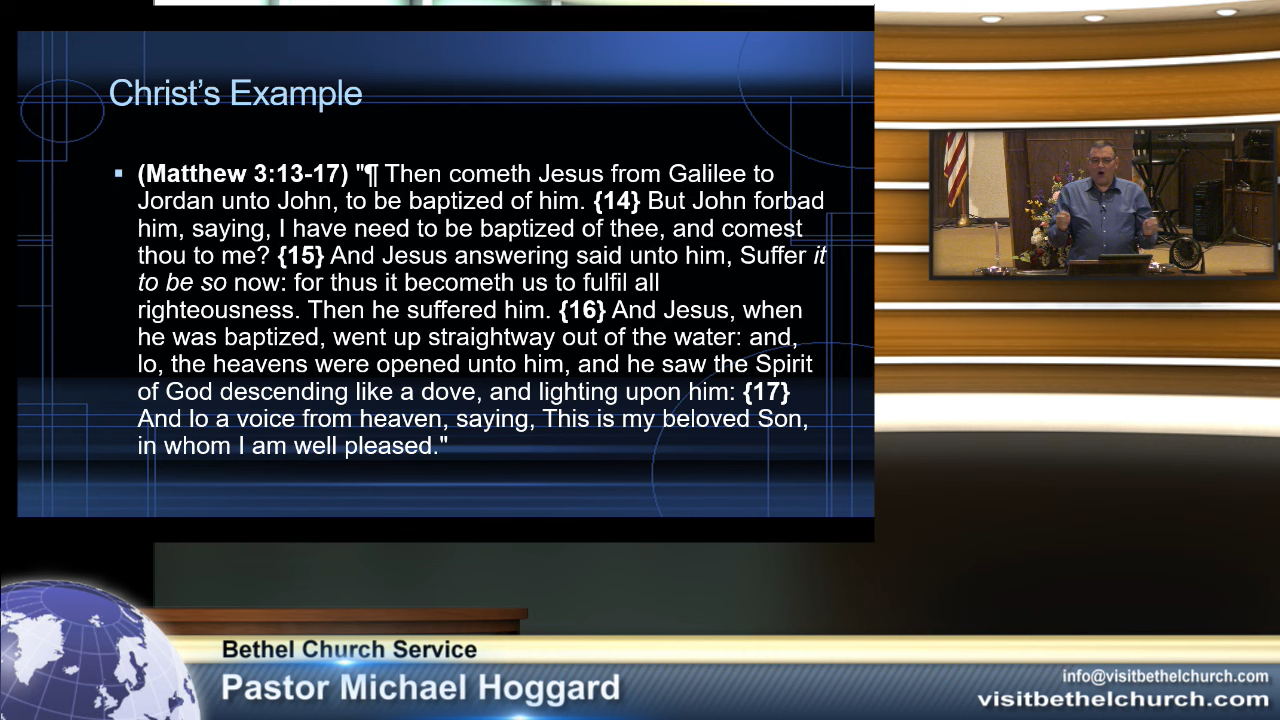 Christ's Example
▪ (Matthew 3:13-17) "¶ Then cometh Jesus from Galilee to
Jordan unto John, to be baptized of him. {14} But John forbad
him, saying, I have need to be baptized of thee, and comest
thou to me? {15} And Jesus answering said unto him, Suffer it
to be so now: for thus it becometh us to fulfil all
righteousness. Then he suffered him. {16} And Jesus, when
he was baptized, went up straightway out of the water: and,
lo, the heavens were opened unto him, and he saw the Spirit
of God descending like a dove, and lighting upon him: {17}
And lo a voice from heaven, saying, This is my beloved Son,
in whom I am well pleased."
Bethel Church Service
Pastor Michael Hoggard
info@visitbethelchurch.com
visitbethelchurch.com